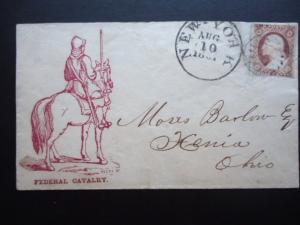 NEW-YORK
AUG
10
Moses Barlow Esq
Xenia
Ohio
FEDERAL CAVALRY.